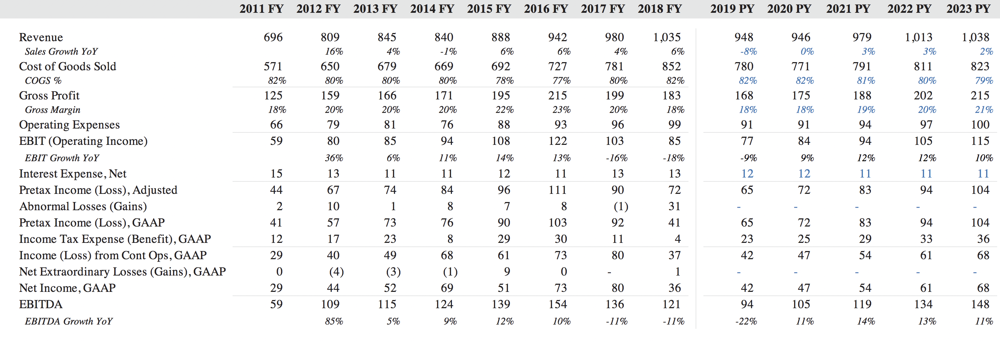 2011 FY 2012 FY 2013 FY 2014 FY 2015 FY 2016 FY 2017 FY 2018 FY 2019 PY 2020 PY 2021 PY 2022 PY 2023 PY
Revenue 696 809 845 840 888 942 980 1,035 948 946 979 1,013 1,038
Sales Growth YoY 16% 4% -1% 6% 6% 4% 6% -8% 0% 3% 3% 2%
Cost of Goods Sold 571 650 679 669 692 727 781 852 780 771 791 811 823
COGS % 82% 80% 80% 80% 78% 77% 80% 82% 82% 82% 81% 80% 79%
Gross Profit 125 159 166 171 195 215 199 183 168 175 188 202 215
Gross Margin 18% 20% 20% 20% 22% 23% 20% 18% 18% 18% 19% 20% 21%
Operating Expenses 66 79 81 76 88 93 96 99 91 91 94 97 100
EBIT (Operating Income) 59 80 85 94 108 122 103 85 77 84 94 105 115
EBIT Growth YoY 36% 6% 11% 14% 13% -16% -18% -9% 9% 12% 12% 10%
Interest Expense, Net 15 13 11 11 12 11 13 13 12 12 11 11 11
Pretax Income (Loss), Adjusted 44 67 74 84 96 111 90 72 65 72 83 94 104
Abnormal Losses (Gains) 2 10 1 8 7 8 (1) 31 - - - - -
Pretax Income (Loss), GAAP 41 57 73 76 90 103 92 41 65 72 83 94 104
Income Tax Expense (Benefit), GAAP 12 17 23 8 29 30 11 4 23 25 29 33 36
Income (Loss) from Cont Ops, GAAP 29 40 49 68 61 73 80 37 42 47 54 61 68
Net Extraordinary Losses (Gains), GAAP 0 (4) (3) (1) 9 0 - 1 - - - - -
Net Income, GAAP 29 44 52 69 51 73 80 36 42 47 54 61 68
EBITDA 59 109 115 124 139 154 136 121 94 105 119 134 148
EBITDA Growth YoY 85% 5% 9% 12% 10% -11% -11% -22% 11% 14% 13% 11%